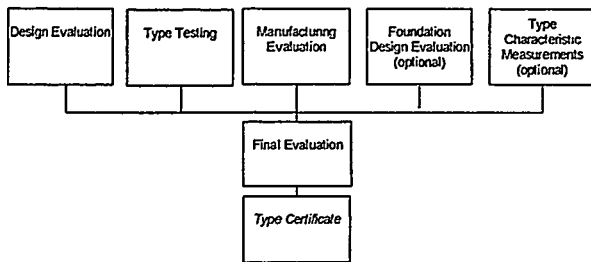 Design Evaluation
Type Testing
Manufacturing
Evaluation
Foundation
Design Evaluation
(optional)
Type
Characteristic
Measurements
(optional)
Final Evaluation
Type Certificate